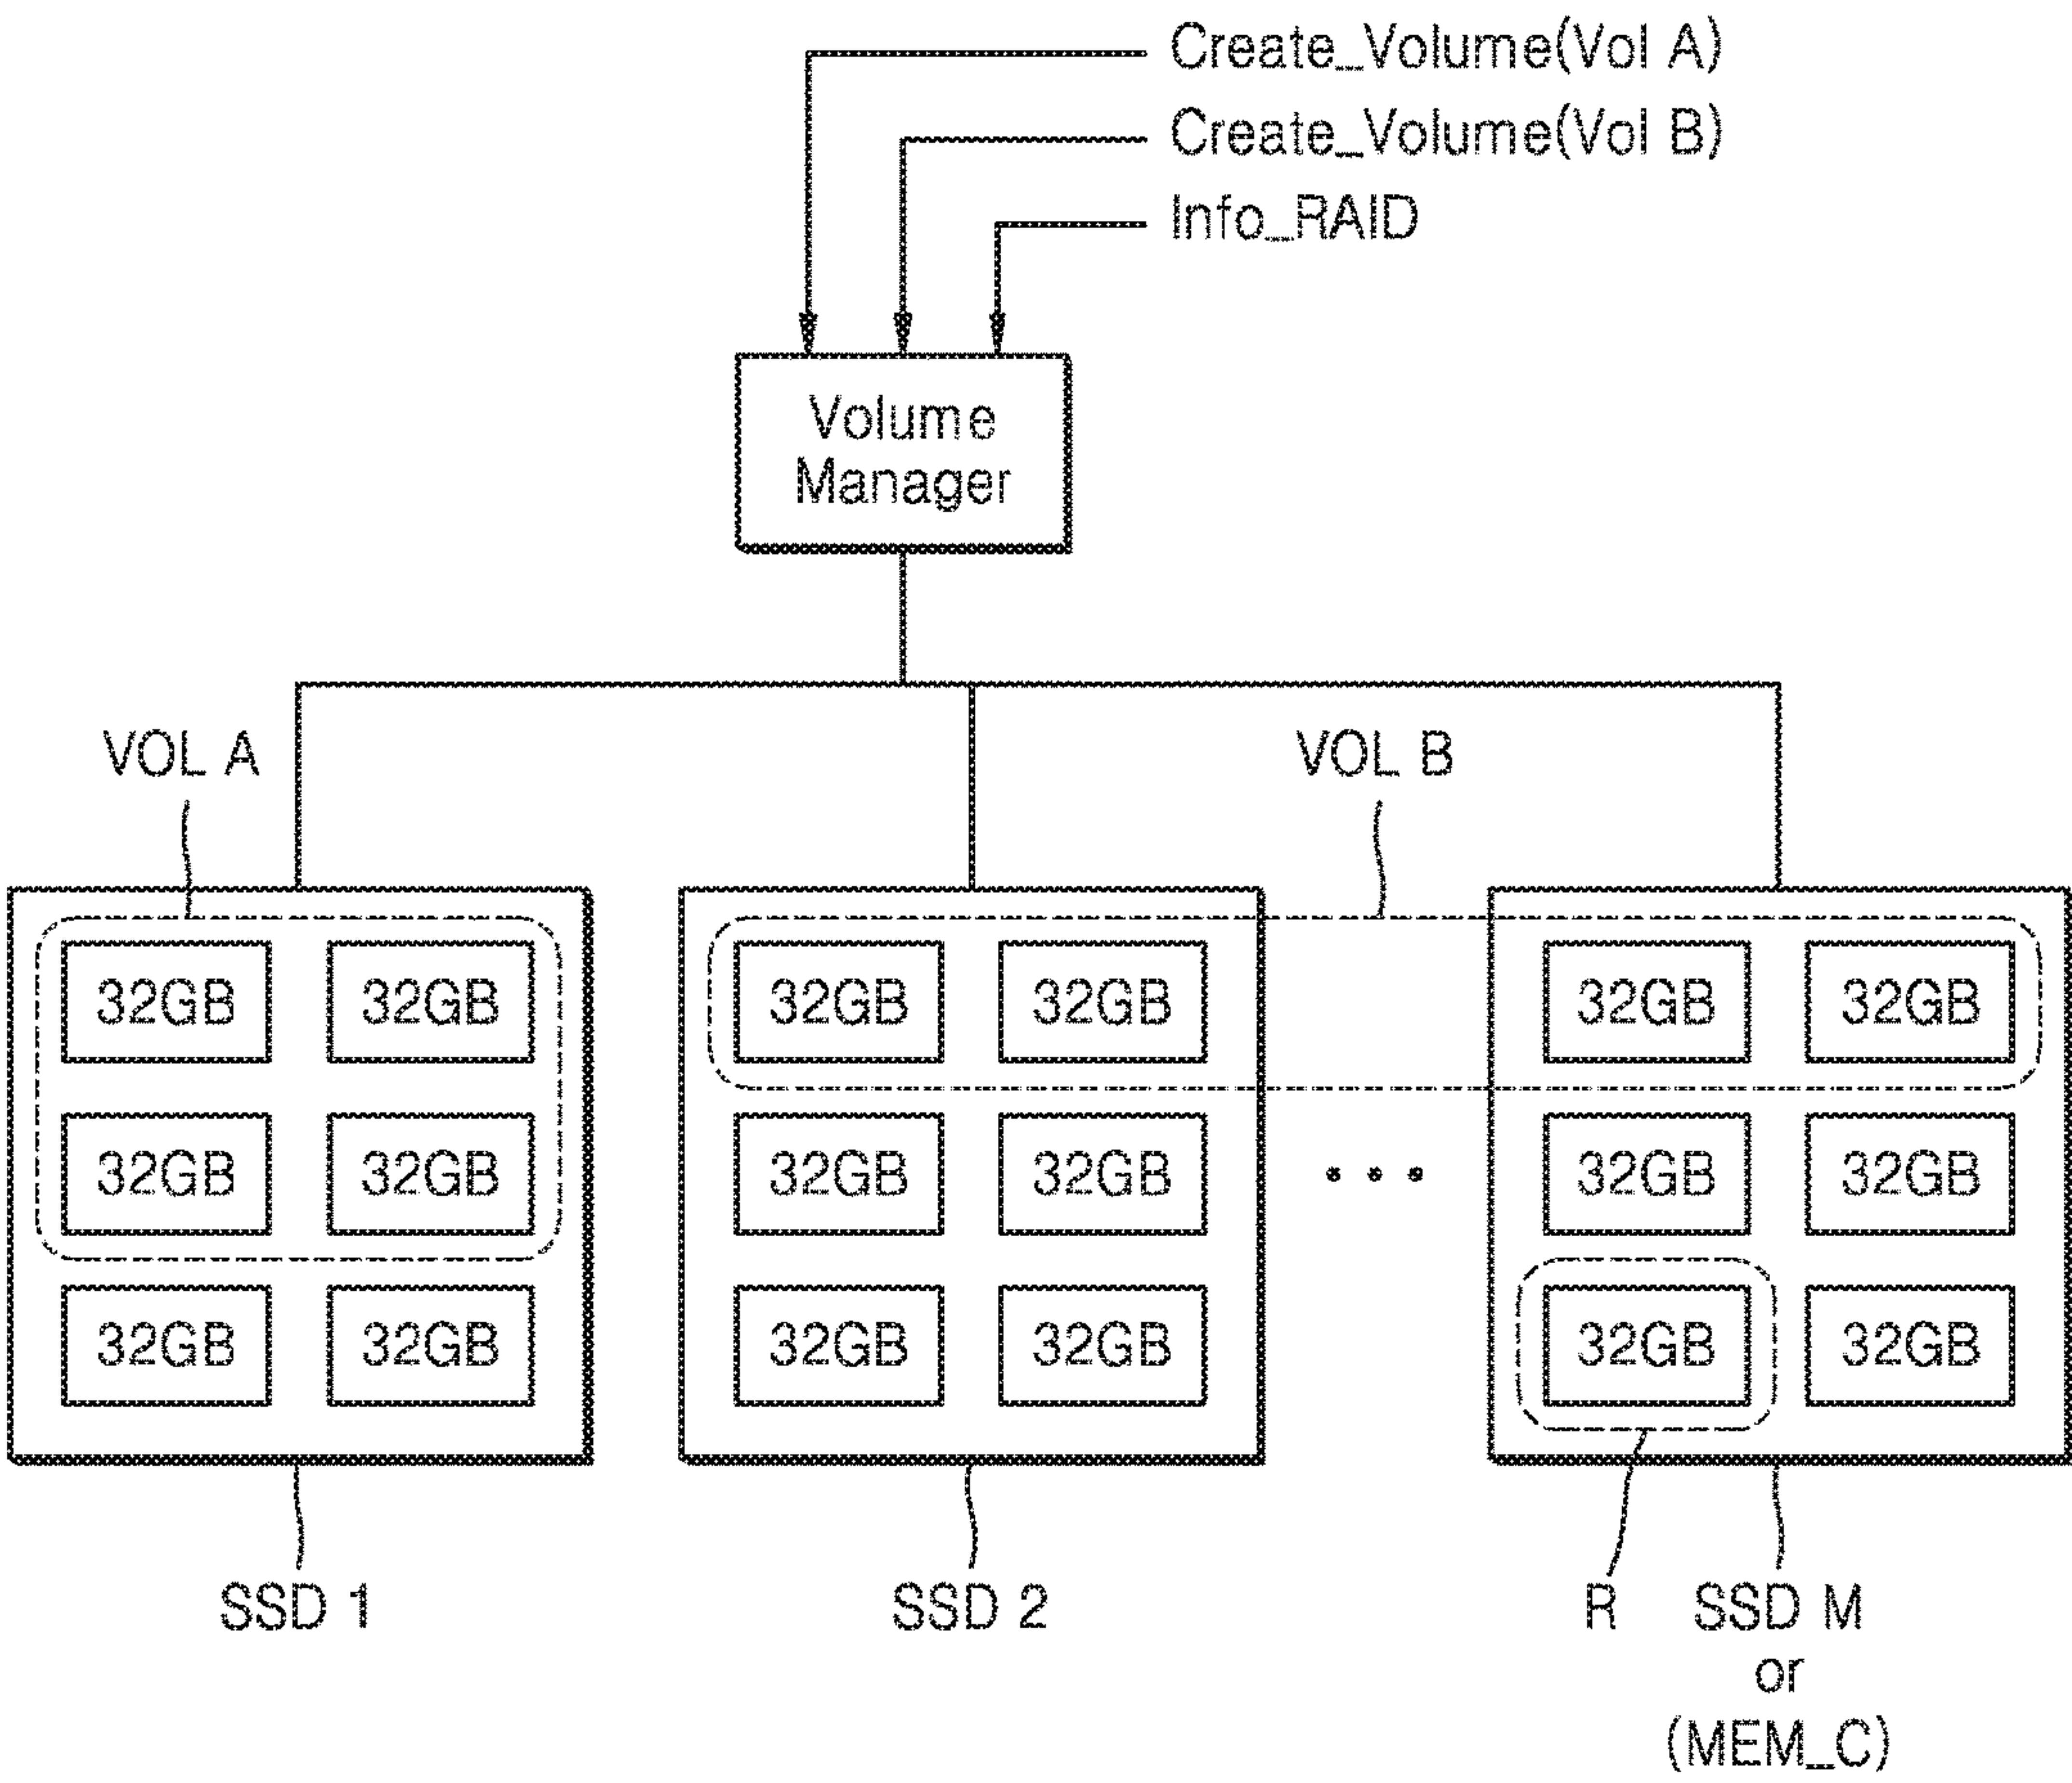 Create_Volume(Vol A)
Create_Volume(Vol B)
Info_RAID
Volume
Manager
VOL A
VOL B
32GB 32GB 32GB 32GB 32GB 32GB
32GB 32GB 32GB 32GB ... 32GB 32GB
32GB 32GB 32GB 32GB 32GB 32GB
SSD 1 SSD 2 R SSD M
or
(MEM_C)